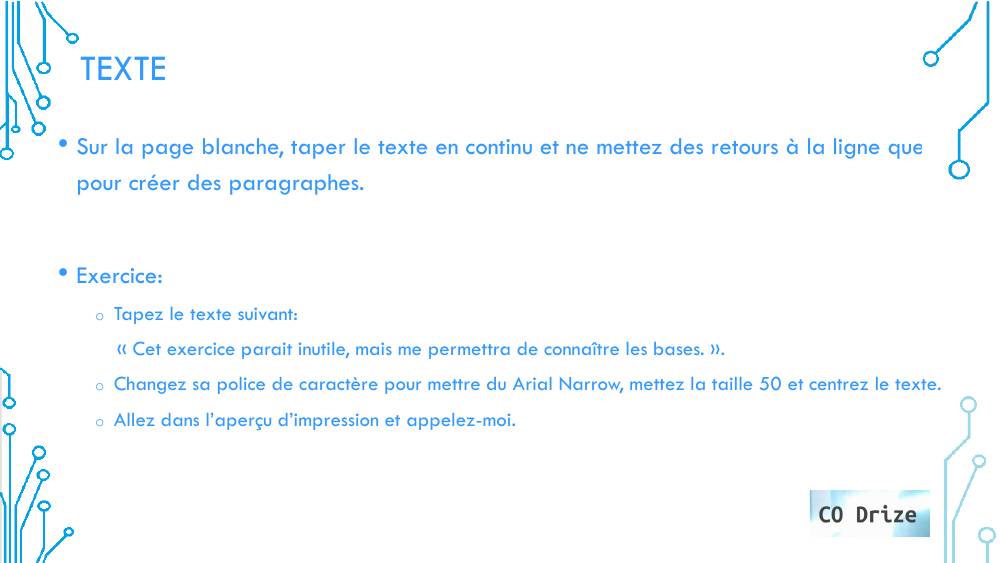 TEXTE
• Sur la page blanche, taper le texte en continu et ne mettez des retours à la ligne que
pour créer des paragraphes.
• Exercice:
o Tapez le texte suivant:
« Cet exercice parait inutile, mais me permettra de connaître les bases. ».
o Changez sa police de caractère pour mettre du Arial Narrow, mettez la taille 50 et centrez le texte.
o Allez dans l’aperçu d’impression et appelez-moi.
CO Drize